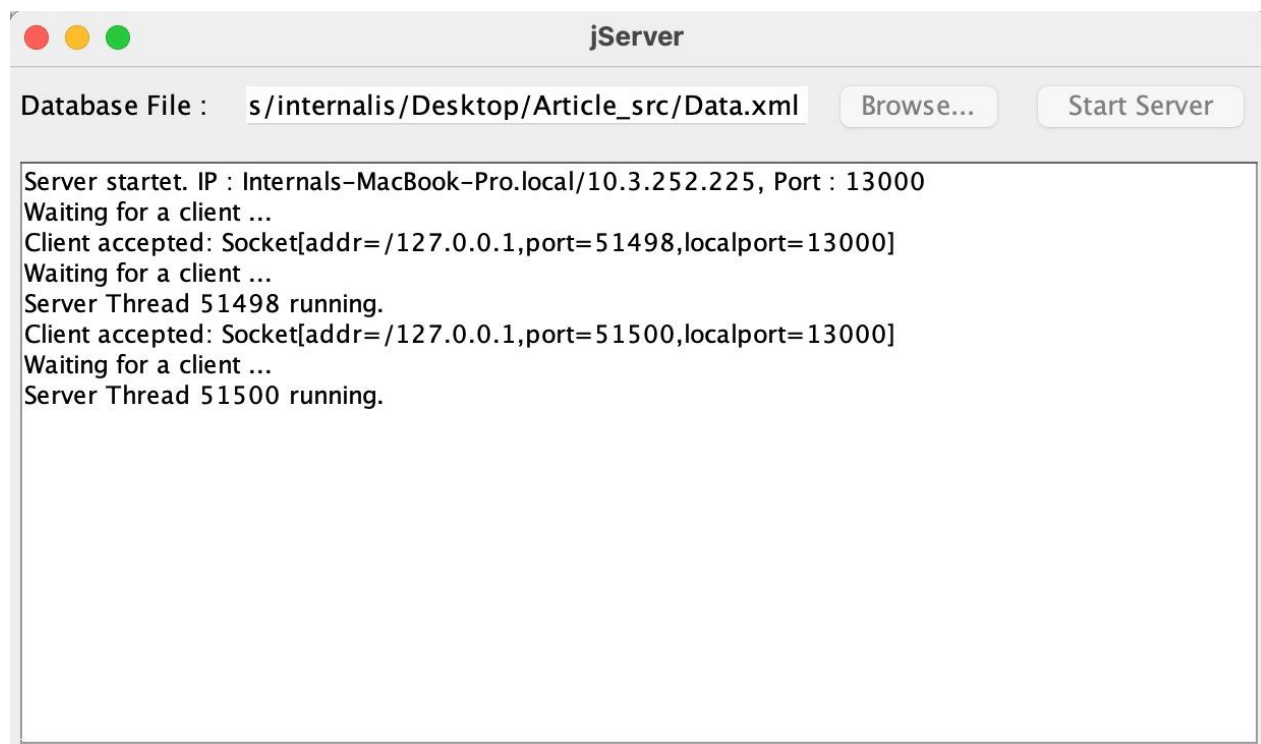 jServer
Database File : s/internalis/Desktop/Article_src/Data.xml Browse... Start Server
Server startet. IP : Internals-MacBook-Pro.local/10.3.252.225, Port : 13000
Waiting for a client ...
Client accepted: Socket[addr=/127.0.0.1,port=51498,localport=13000]
Waiting for a client ...
Server Thread 51498 running.
Client accepted: Socket[addr=/127.0.0.1,port=51500,localport=13000]
Waiting for a client ...
Server Thread 51500 running.